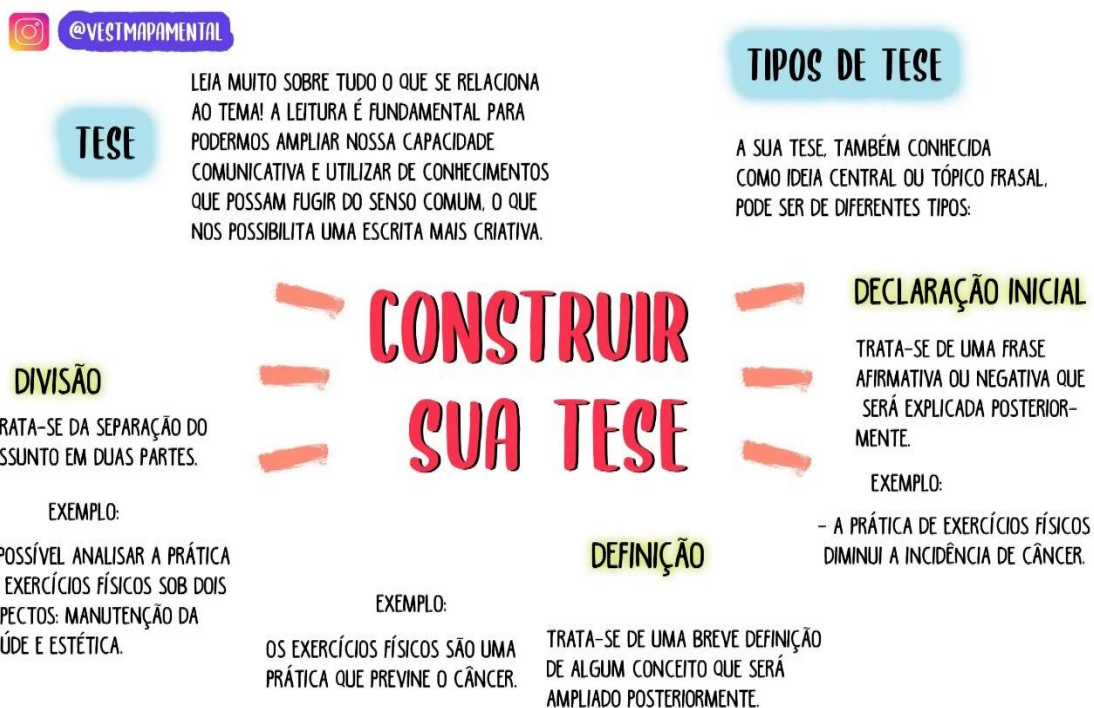 @VESTMAPAMENTAL
TESE
LEIA MUITO SOBRE TUDO O QUE SE RELACIONA
AO TEMA! A LEITURA É FUNDAMENTAL PARA
PODERMOS AMPLIAR NOSSA CAPACIDADE
COMUNICATIVA E UTILIZAR DE CONHECIMENTOS
QUE POSSAM FUGIR DO SENSO COMUM, O QUE
NOS POSSIBILITA UMA ESCRITA MAIS CRIATIVA.
TIPOS DE TESE
A SUA TESE, TAMBÉM CONHECIDA
COMO IDEIA CENTRAL OU TÓPICO FRASAL,
PODE SER DE DIFERENTES TIPOS:
CONSTRUIR
SUA TESE
DECLARAÇÃO INICIAL
TRATA-SE DE UMA FRASE
AFIRMATIVA OU NEGATIVA QUE
SERÁ EXPLICADA POSTERIOR-
MENTE.
EXEMPLO:
- A PRÁTICA DE EXERCÍCIOS FÍSICOS
DIMINUI A INCIDÊNCIA DE CÂNCER.
DEFINIÇÃO
TRATA-SE DE UMA BREVE DEFINIÇÃO
DE ALGUM CONCEITO QUE SERÁ
AMPLIADO POSTERIORMENTE.
EXEMPLO:
OS EXERCÍCIOS FÍSICOS SÃO UMA
PRÁTICA QUE PREVINE O CÂNCER.
DIVISÃO
RATA-SE DA SEPARAÇÃO DO
SSUNTO EM DUAS PARTES.
EXEMPLO:
POSSÍVEL ANALISAR A PRÁTICA
EXERCÍCIOS FÍSICOS SOB DOIS
PECTOS: MANUTENÇÃO DA
ÚDE E ESTÉTICA.